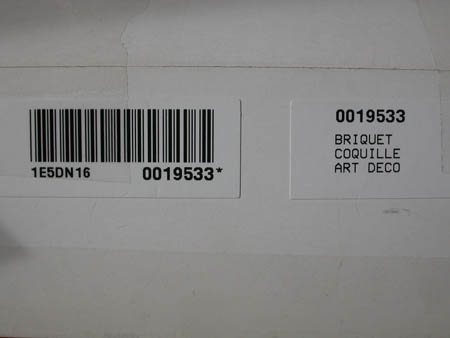 1E5DN16 0019533*
0019533
BRIQUET
COQUILLE
ART DECO